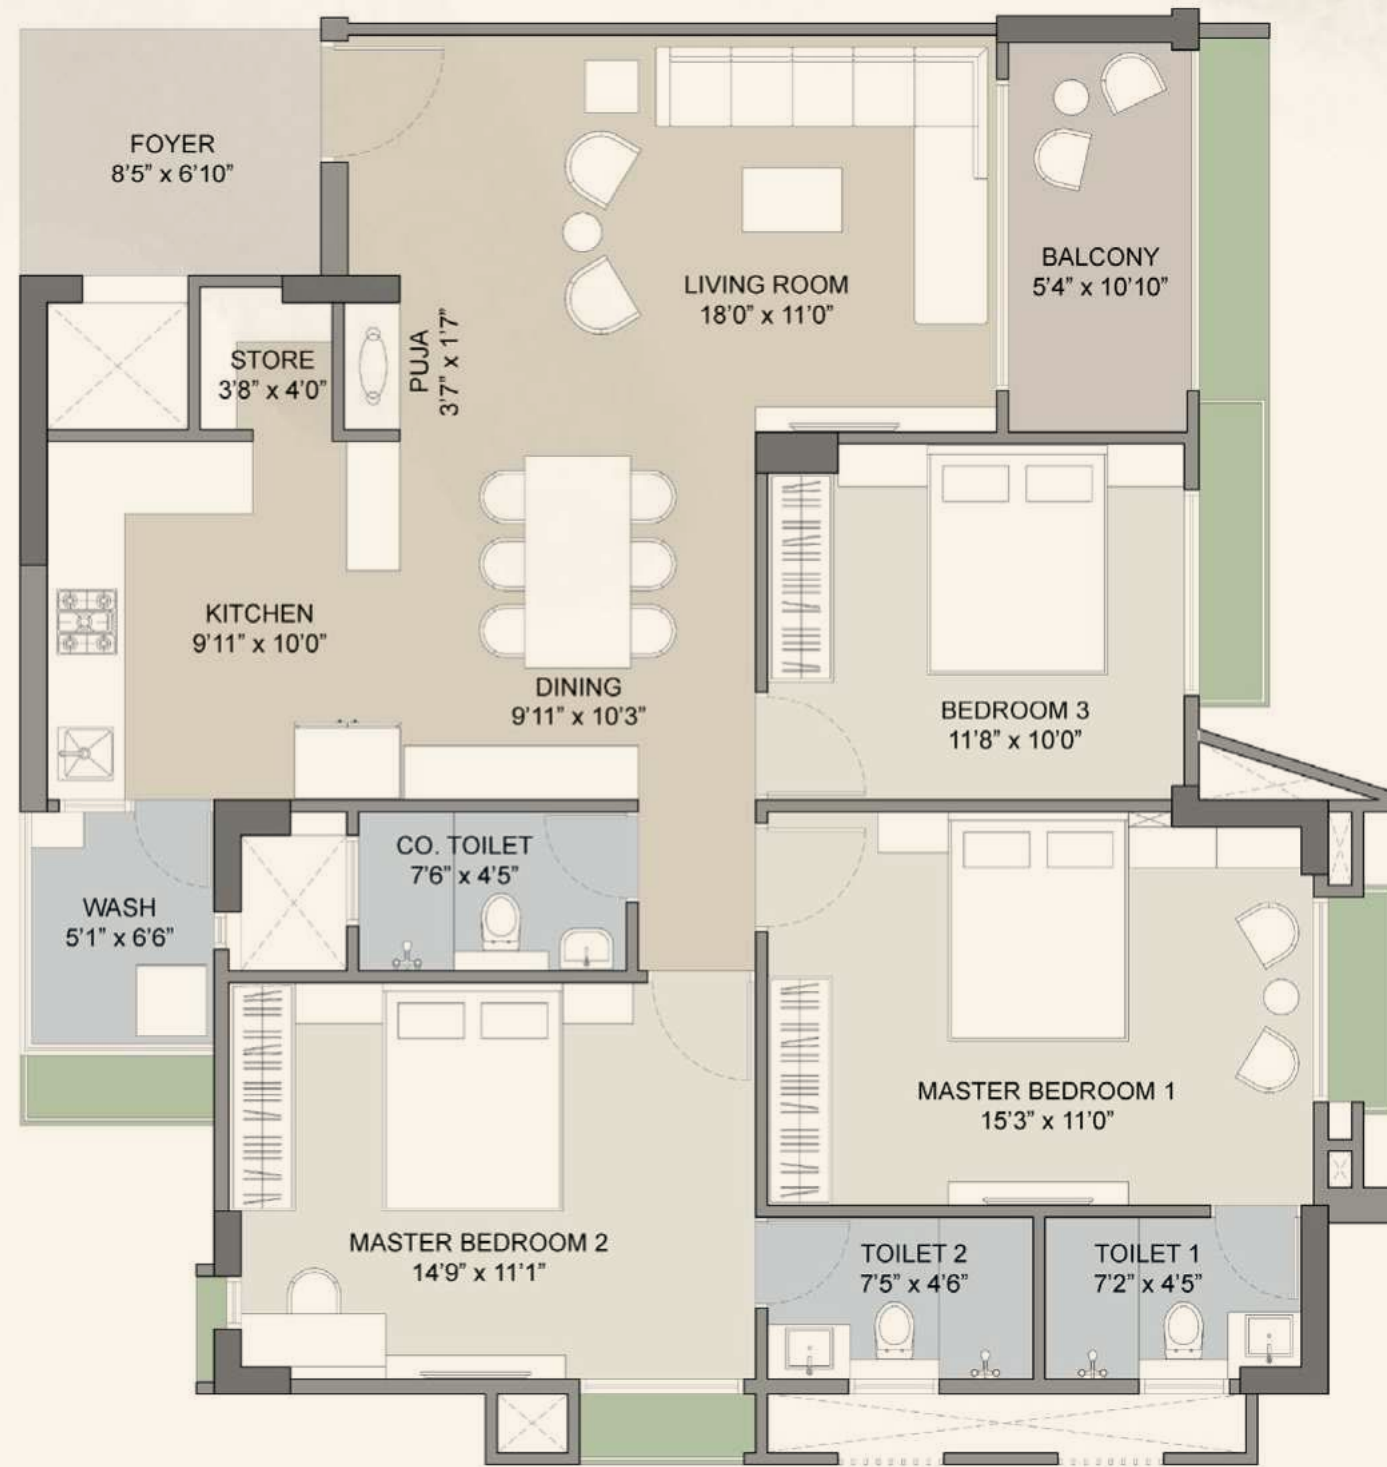 FOYER
8'5” x 6'10”
LIVING ROOM
18'0” x 11'0”
BALCONY
5'4” x 10'10”
STORE
3'8” x 4'0”
PUJA
3'7” x 1'7”
KITCHEN
9'11” x 10'0”
DINING
9'11” x 10'3”
BEDROOM 3
11'8” x 10'0”
CO. TOILET
7'6” x 4'5”
WASH
5'1” x 6'6”
MASTER BEDROOM 1
15'3” x 11'0”
MASTER BEDROOM 2
14'9” x 11'1”
TOILET 2
7'5” x 4'6”
TOILET 1
7'2” x 4'5”